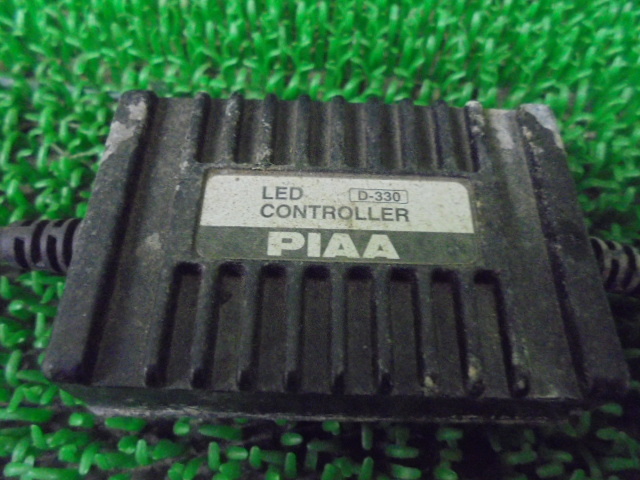 LED D-330
CONTROLLER
PIAA